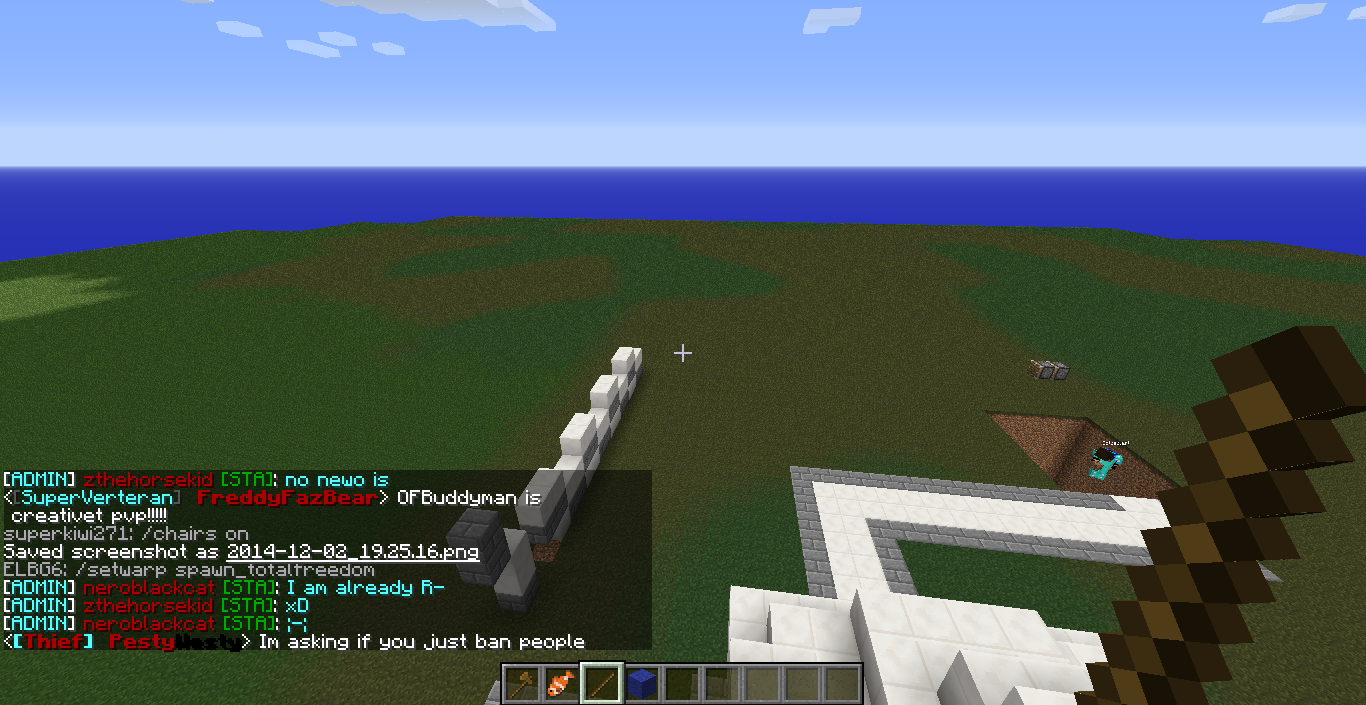 [ADMIN] zthehorsekid [STA]: no newo is
<[SuperVerteran] FreddyFazBear> OFBuddyman is
creativet pvp!!!!!
superkiwi271: /chairs on
Saved screenshot as 2014-12-02_19.25.16.png
ELBG6: /setwarp spawn_totalfreedom
[ADMIN] neroblackcat [STA]: I am already R-
[ADMIN] zthehorsekid [STA]: xD
[ADMIN] neroblackcat [STA]: ;-;
<[Thief] PestyNesty> Im asking if you just ban people